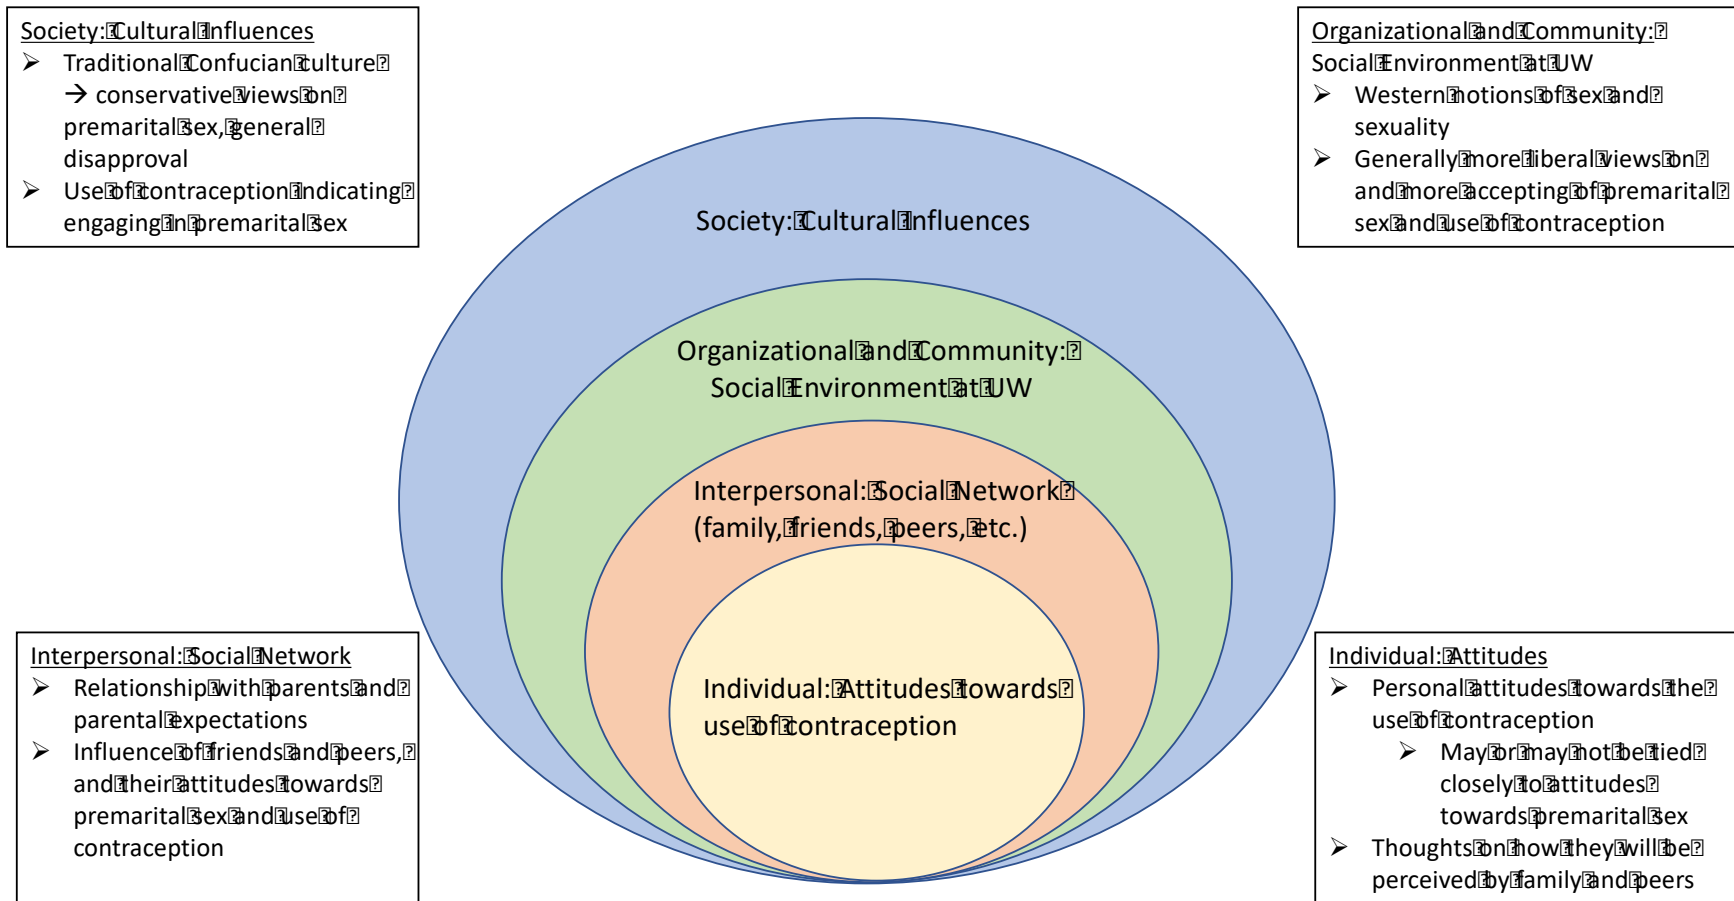 Society: Cultural Influences
➢ Traditional Confucian culture
→ conservative views on
premarital sex, general
disapproval
➢ Use of contraception indicating
engaging in premarital sex
Organizational and Community:
Social Environment at UW
➢ Western notions of sex and
sexuality
➢ Generally more liberal views on
and more accepting of premarital
sex and use of contraception
Society: Cultural Influences
Organizational and Community:
Social Environment at UW
Interpersonal: Social Network
(family, friends, peers, etc.)
Individual: Attitudes towards
use of contraception
Interpersonal: Social Network
➢ Relationship with parents and
parental expectations
➢ Influence of friends and peers,
and their attitudes towards
premarital sex and use of
contraception
Individual: Attitudes
➢ Personal attitudes towards the
use of contraception
➢ May or may not be tied
closely to attitudes
towards premarital sex
➢ Thoughts on how they will be
perceived by family and peers